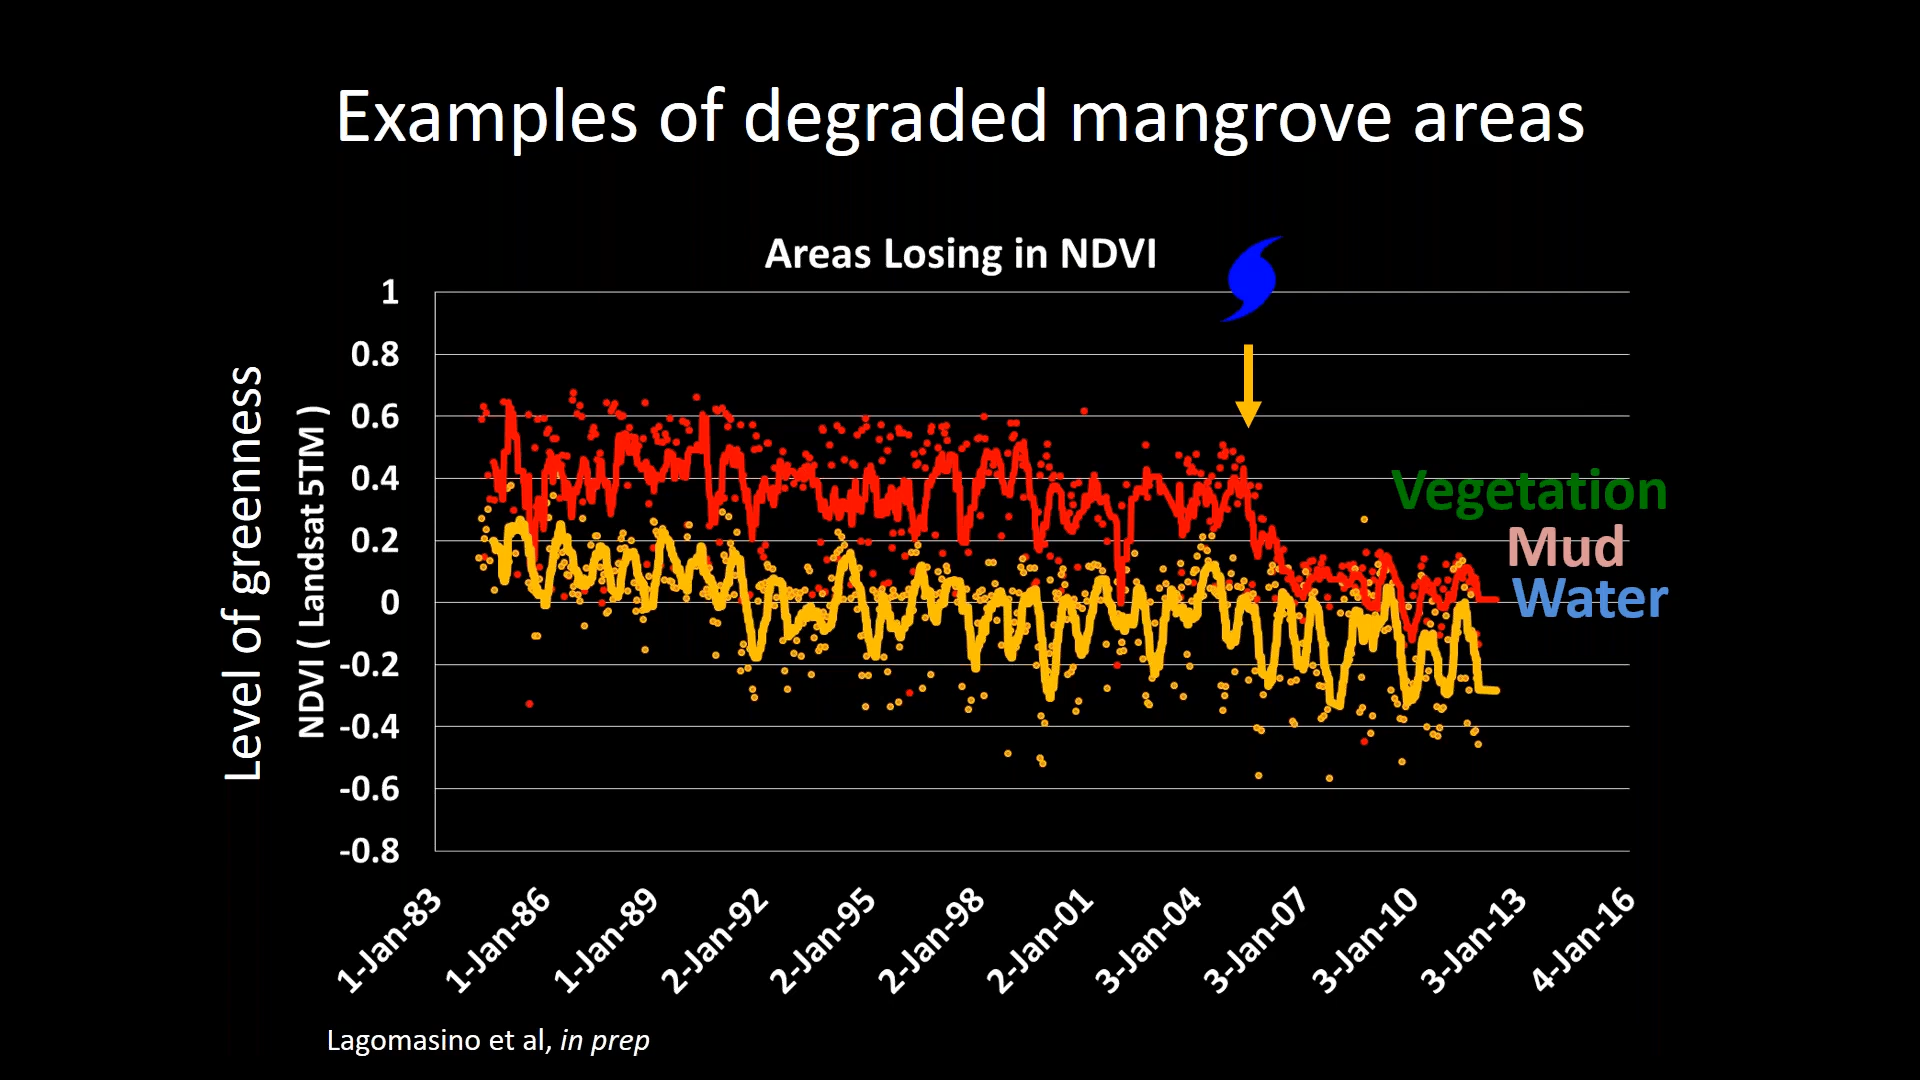 Examples of degraded mangrove areas
Areas Losing in NDVI
Level of greenness
NDVI ( Landsat 5TM )
1
0.8
0.6
0.4
0.2
0
-0.2
-0.4
-0.6
-0.8
Vegetation
Mud
Water
1-Jan-83
1-Jan-86
1-Jan-89
2-Jan-92
2-Jan-95
2-Jan-98
2-Jan-01
3-Jan-04
3-Jan-07
3-Jan-10
3-Jan-13
4-Jan-16
Lagomasino et al, in prep